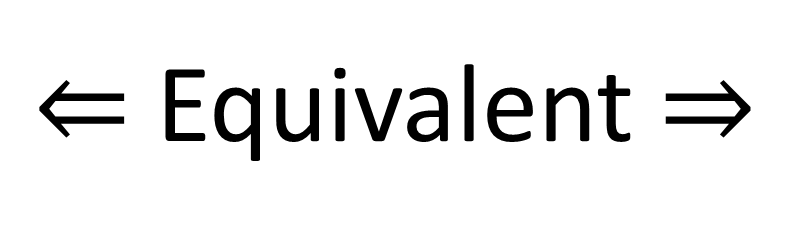 ⇐ Equivalent ⇒